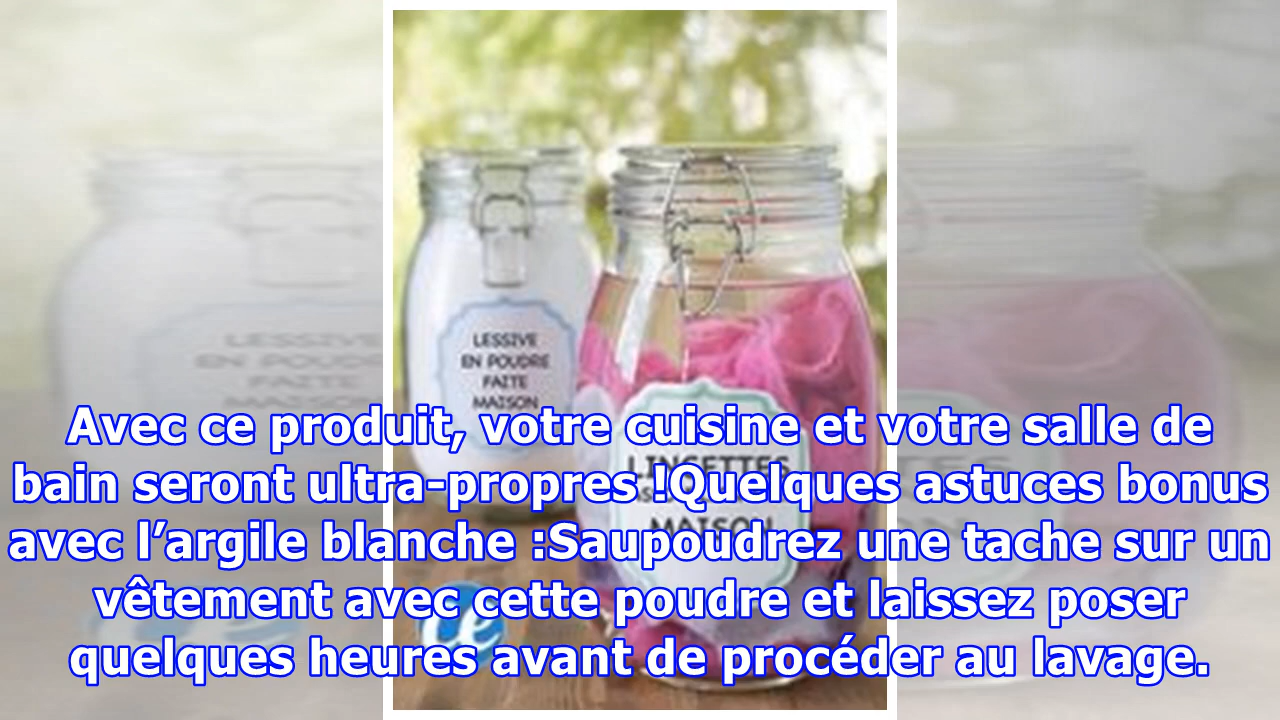 LESSIVE
EN POUDRE
FAITE
MAISON
LINGETTES
MAISON
Avec ce produit, votre cuisine et votre salle de
bain seront ultra-propres !Quelques astuces bonus
avec l’argile blanche :Saupoudrez une tache sur un
vêtement avec cette poudre et laissez poser
quelques heures avant de procéder au lavage.